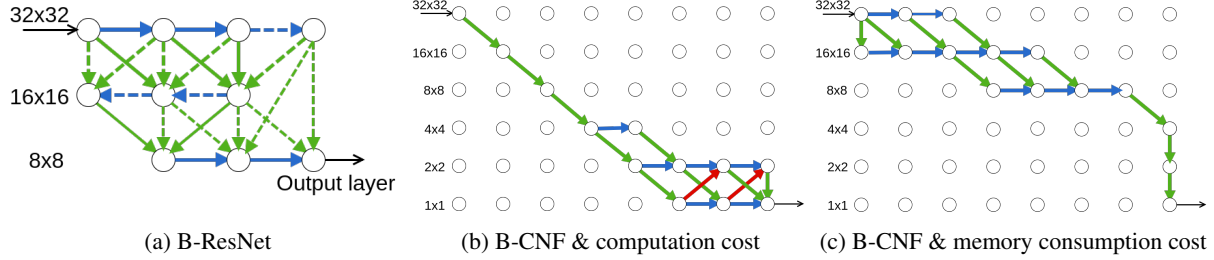 32x32
16x16
8x8
Output layer
(a) B-ResNet
32x32
16x16
8x8
4x4
2x2
1x1
(b) B-CNF & computation cost
32x32
16x16
8x8
4x4
2x2
1x1
(c) B-CNF & memory consumption cost